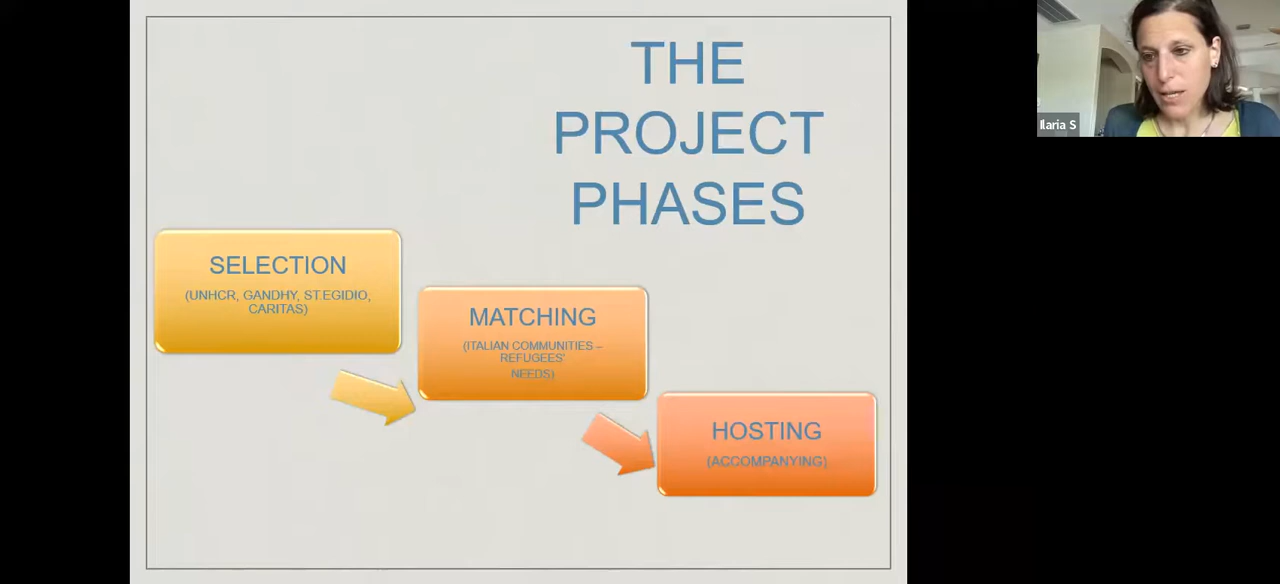 THE
PROJECT
PHASES
SELECTION
(UNHCR, GANDHY, ST.EGIDIO,
CARITAS)
MATCHING
(ITALIAN COMMUNITIES –
REFUGEES'
NEEDS)
HOSTING
(ACCOMPANYING)
Ilaria S